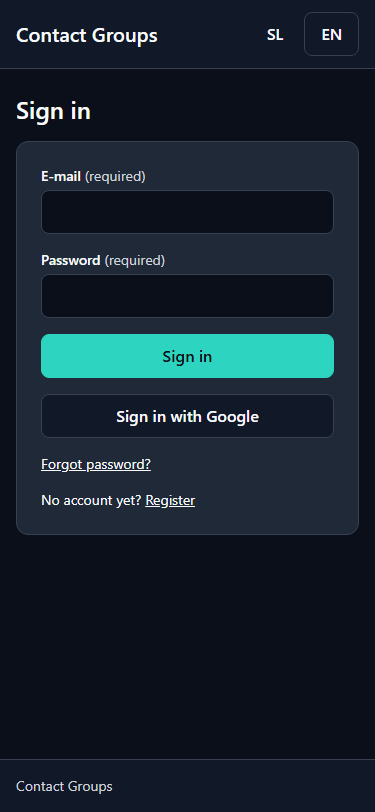 Contact Groups
SL
EN
Sign in
E-mail (required)
Password (required)
Sign in
Sign in with Google
Forgot password?
No account yet? Register
Contact Groups